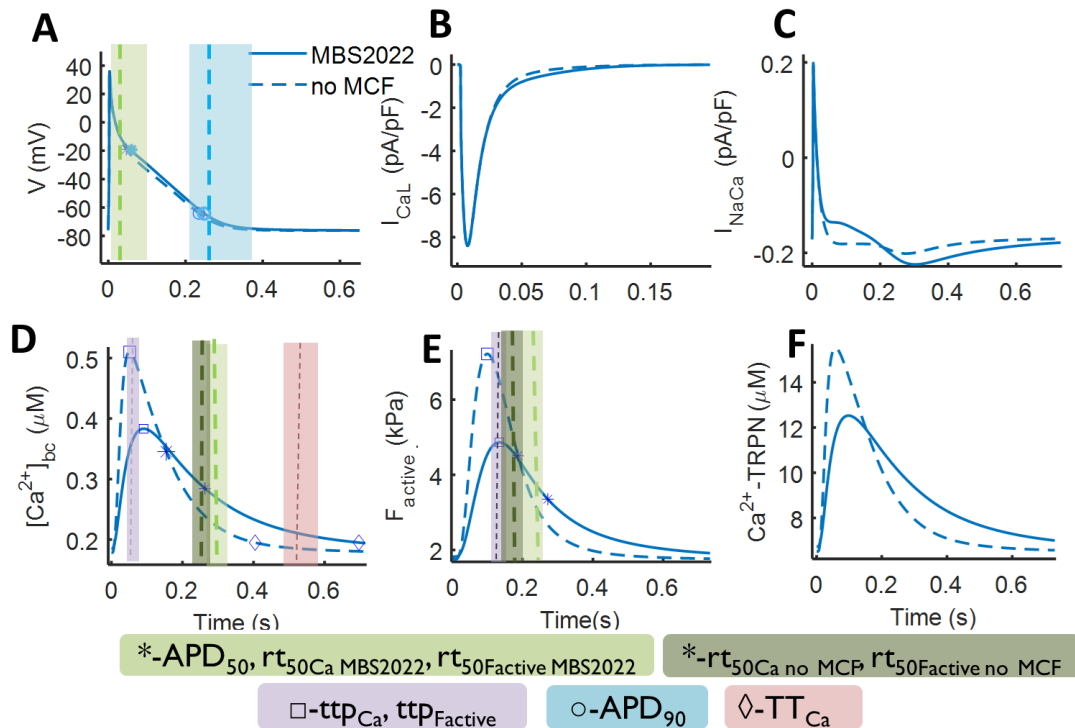 A
V (mV)
40
20
0
-20
-40
-60
-80
0
0.2
0.4
0.6
MBS2022
no MCF
B
I_CaL (pA/pF)
0
-2
-4
-6
-8
0
0.05
0.1
0.15
C
I_NaCa (pA/pF)
0.2
0
-0.2
0
0.2
0.4
0.6
D
[Ca²⁺]_bc (μM)
0.5
0.4
0.3
0.2
0
0.2
0.4
0.6
Time (s)
E
F_active (kPa)
6
4
2
0
0.2
0.4
0.6
Time(s)
F
Ca²⁺-TRPN (μM)
14
12
10
8
0
0.2
0.4
0.6
Time (s)
*-APD₅₀, rt₅₀Ca MBS2022, rt₅₀Factive MBS2022
*-rt₅₀Ca no MCF, rt₅₀Factive no MCF
□-ttp_Ca, ttp_Factive
○-APD₉₀
◊-TT_Ca